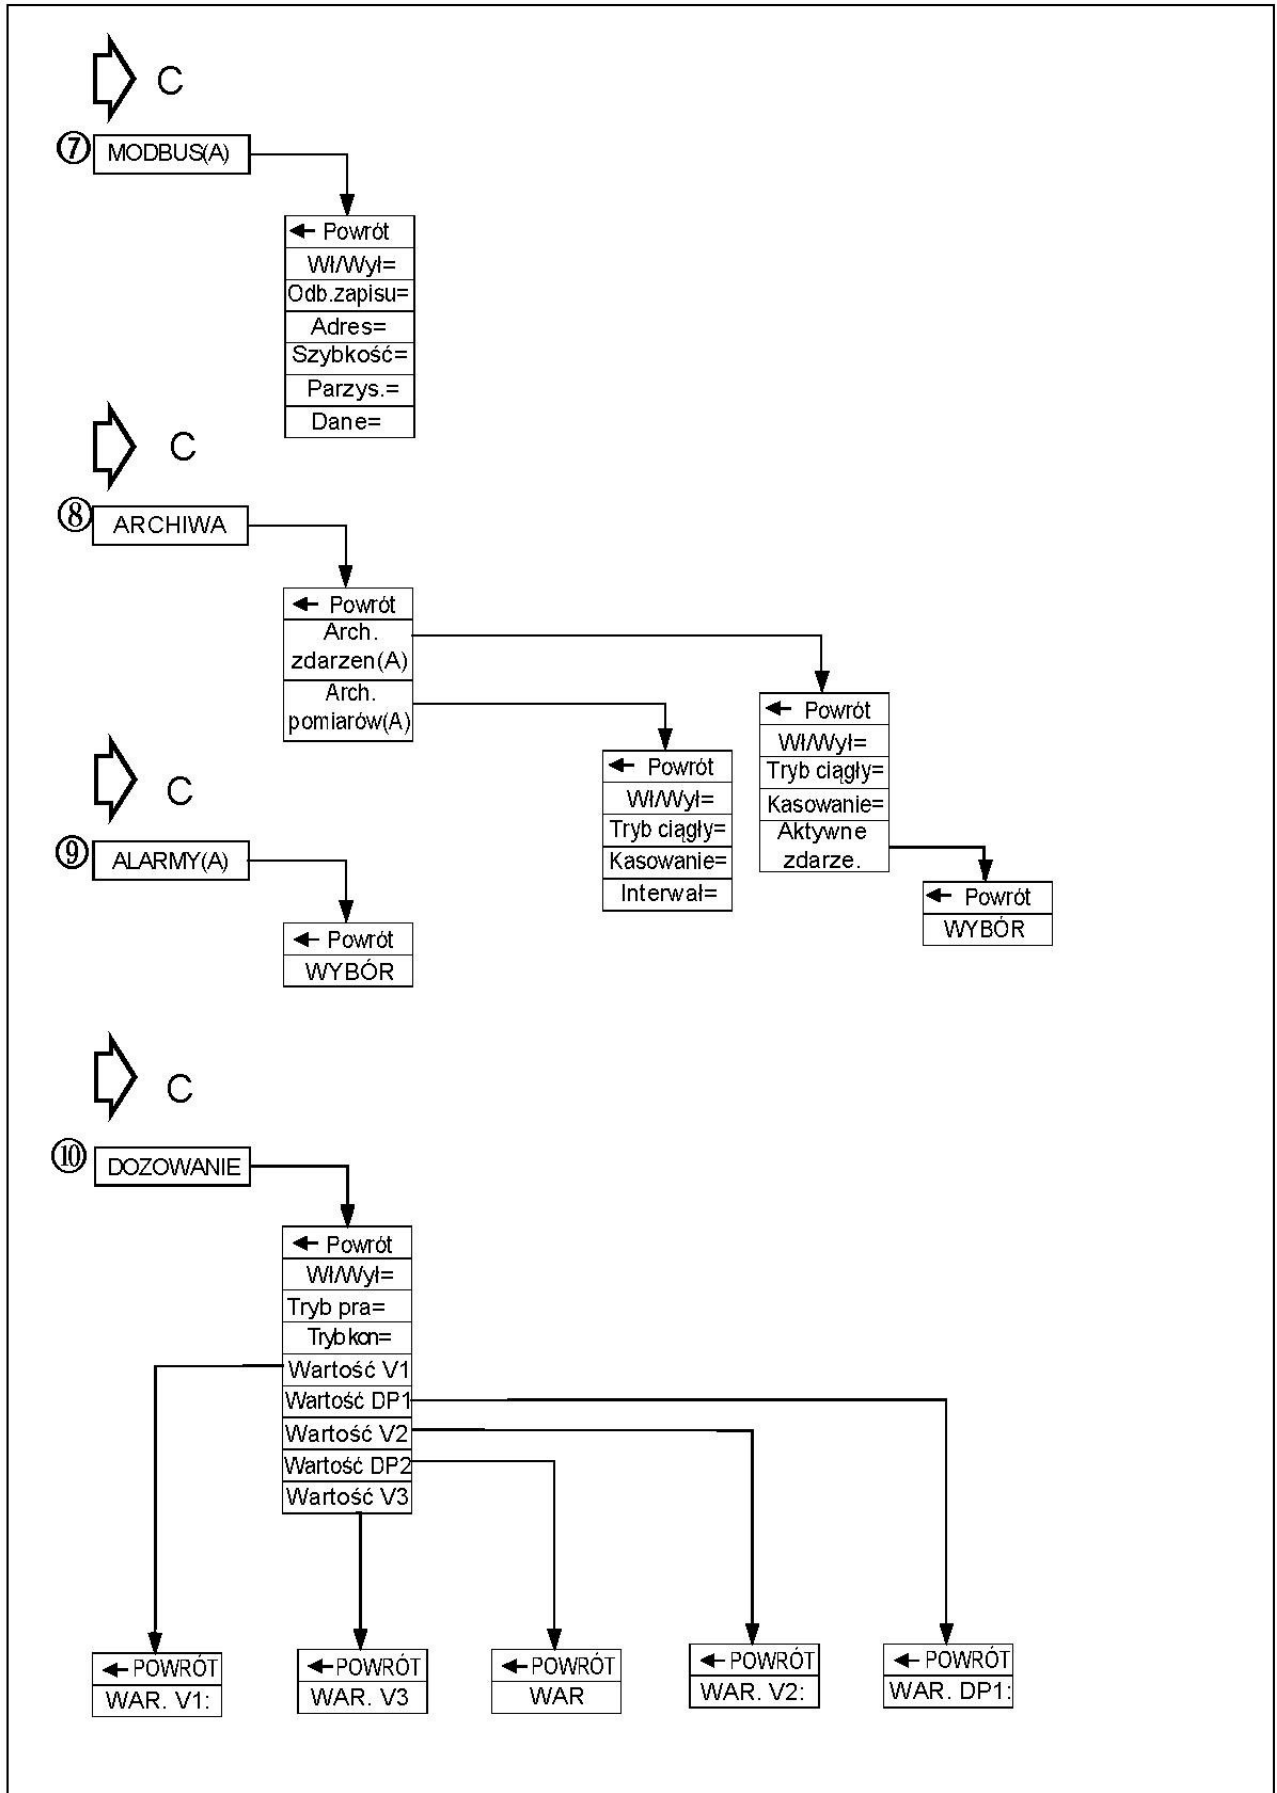 C
⑦ MODBUS(A)
← Powrót
Wł/Wył=
Odb.zapisu=
Adres=
Szybkość=
Parzys.=
Dane=
C
⑧ ARCHIWA
← Powrót
Arch.
zdarzen(A)
Arch.
pomiarów(A)
← Powrót
Wł/Wył=
Tryb ciągły=
Kasowanie=
Aktywne
zdarze.
← Powrót
WYBÓR
← Powrót
Wł/Wył=
Tryb ciągły=
Kasowanie=
Interwał=
C
⑨ ALARMY(A)
← Powrót
WYBÓR
C
⑩ DOZOWANIE
← Powrót
Wł/Wył=
Tryb pra=
Tryb kon=
Wartość V1
Wartość DP1
Wartość V2
Wartość DP2
Wartość V3
← POWRÓT
WAR. V1:
← POWRÓT
WAR. V3
← POWRÓT
WAR
← POWRÓT
WAR. V2:
← POWRÓT
WAR. DP1: